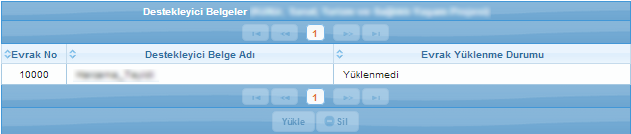 Destekleyici Belgeler
1
Evrak No Destekleyici Belge Adı Evrak Yüklenme Durumu
10000 Yüklenmedi
1
Yükle Sil